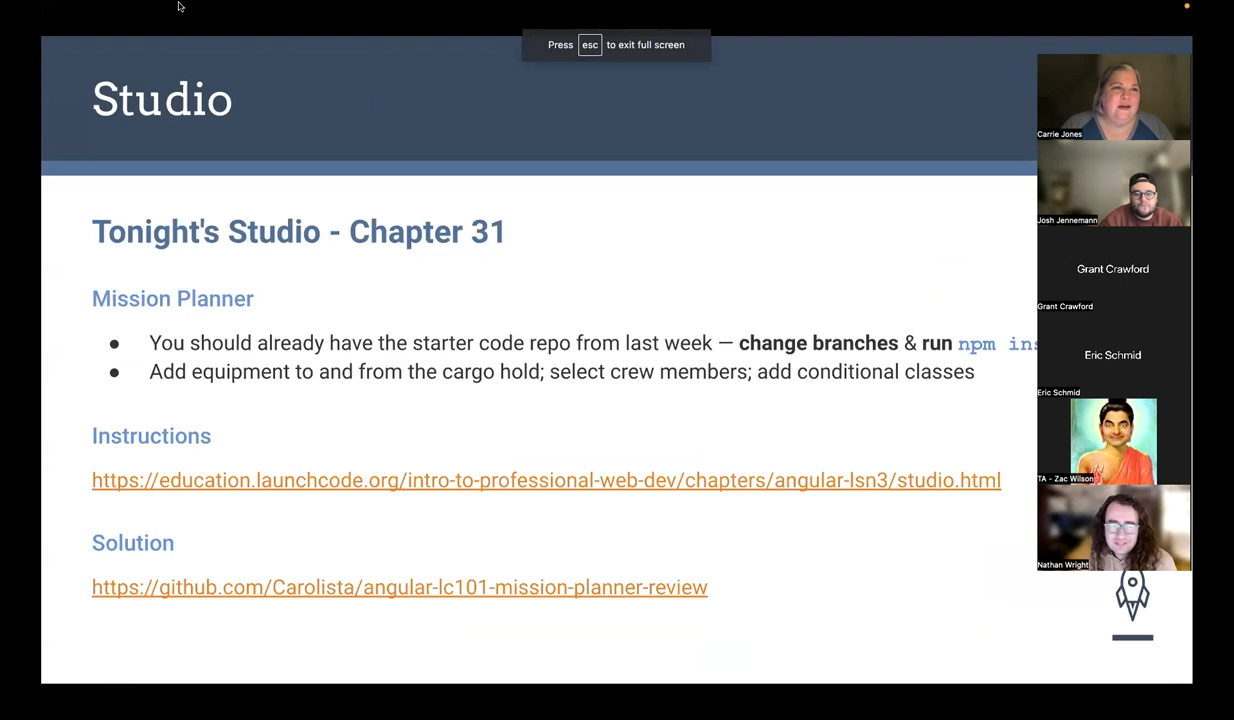 Press esc to exit full screen
Studio
Carrie Jones
Josh Jennemann
Tonight's Studio - Chapter 31
Grant Crawford
Grant Crawford
Mission Planner
● You should already have the starter code repo from last week — change branches & run npm ins
Eric Schmid
● Add equipment to and from the cargo hold; select crew members; add conditional classes
Eric Schmid
Instructions
https://education.launchcode.org/intro-to-professional-web-dev/chapters/angular-lsn3/studio.html
TA - Zac Wilson
Solution
Nathan Wright
https://github.com/Carolista/angular-lc101-mission-planner-review